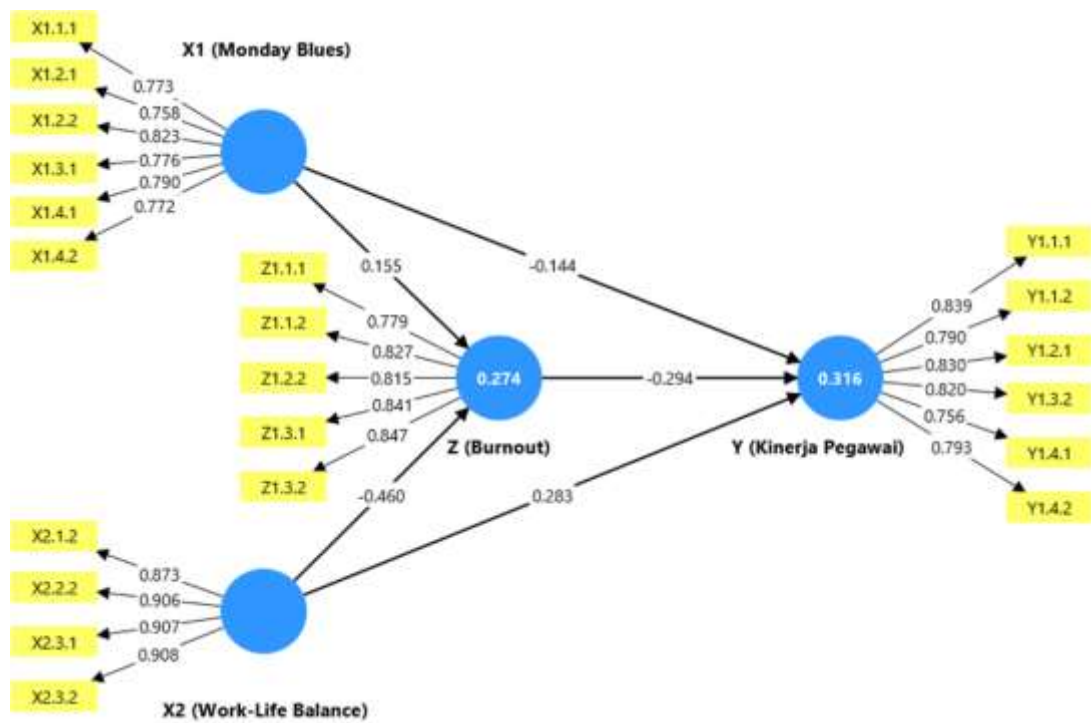 X1 (Monday Blues)
X1.1.1
X1.2.1
X1.2.2
X1.3.1
X1.4.1
X1.4.2
0.773
0.758
0.823
0.776
0.790
0.772
0.155
-0.144
Z1.1.1
Z1.1.2
Z1.2.2
Z1.3.1
Z1.3.2
0.779
0.827
0.815
0.841
0.847
0.274
Z (Burnout)
-0.294
0.316
Y (Kinerja Pegawai)
0.839
0.790
0.830
0.820
0.756
0.793
Y1.1.1
Y1.1.2
Y1.2.1
Y1.3.2
Y1.4.1
Y1.4.2
-0.460
0.283
X2.1.2
X2.2.2
X2.3.1
X2.3.2
0.873
0.906
0.907
0.908
X2 (Work-Life Balance)